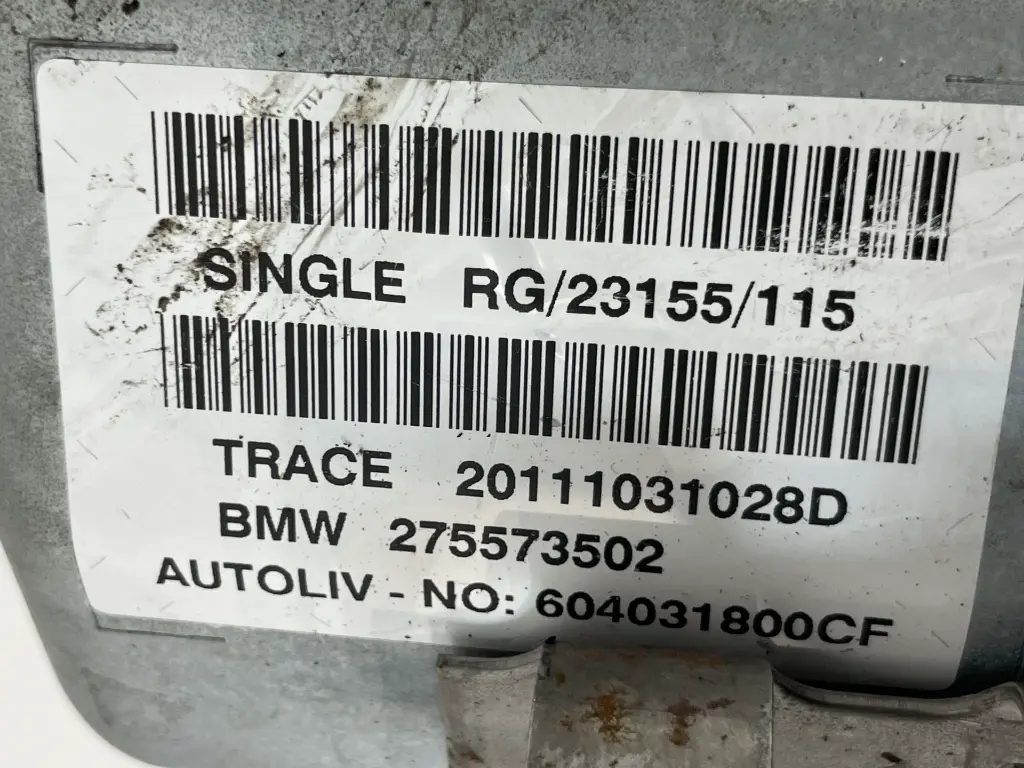 SINGLE RG/23155/115
TRACE 20111031028D
BMW 275573502
AUTOLIV - NO: 604031800CF